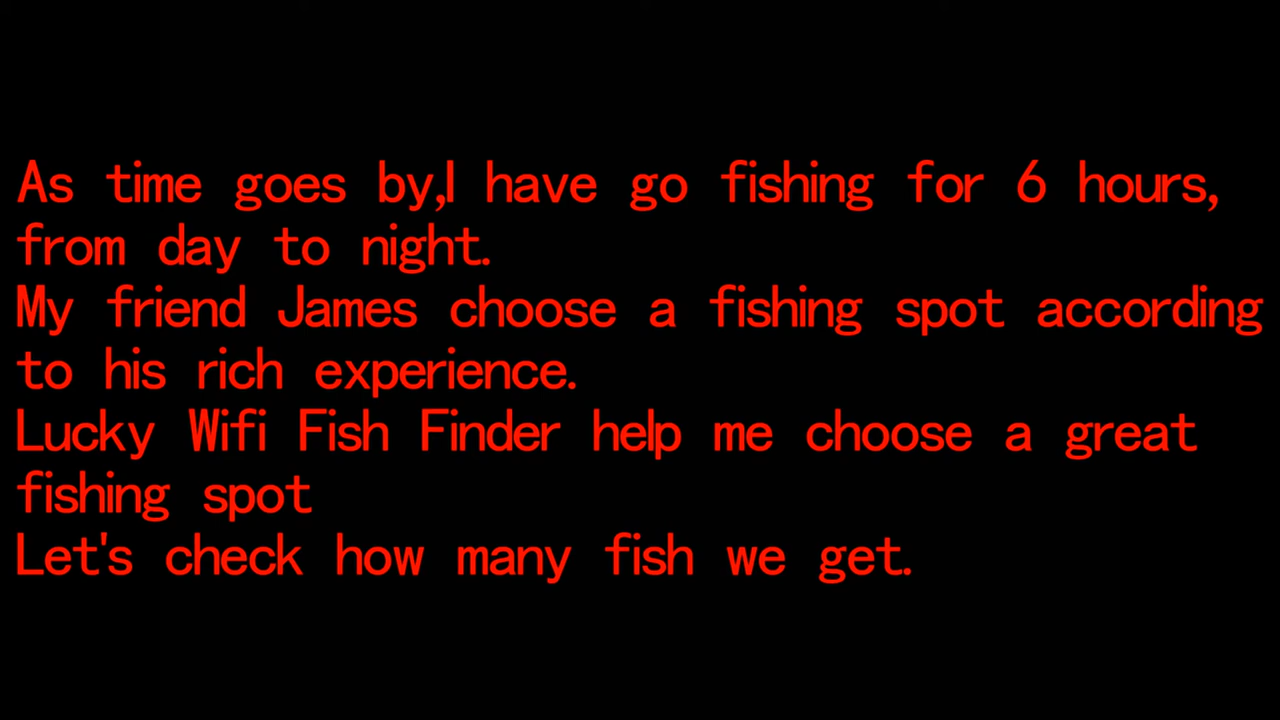 As time goes by,I have go fishing for 6 hours,
from day to night.
My friend James choose a fishing spot according
to his rich experience.
Lucky Wifi Fish Finder help me choose a great
fishing spot
Let's check how many fish we get.